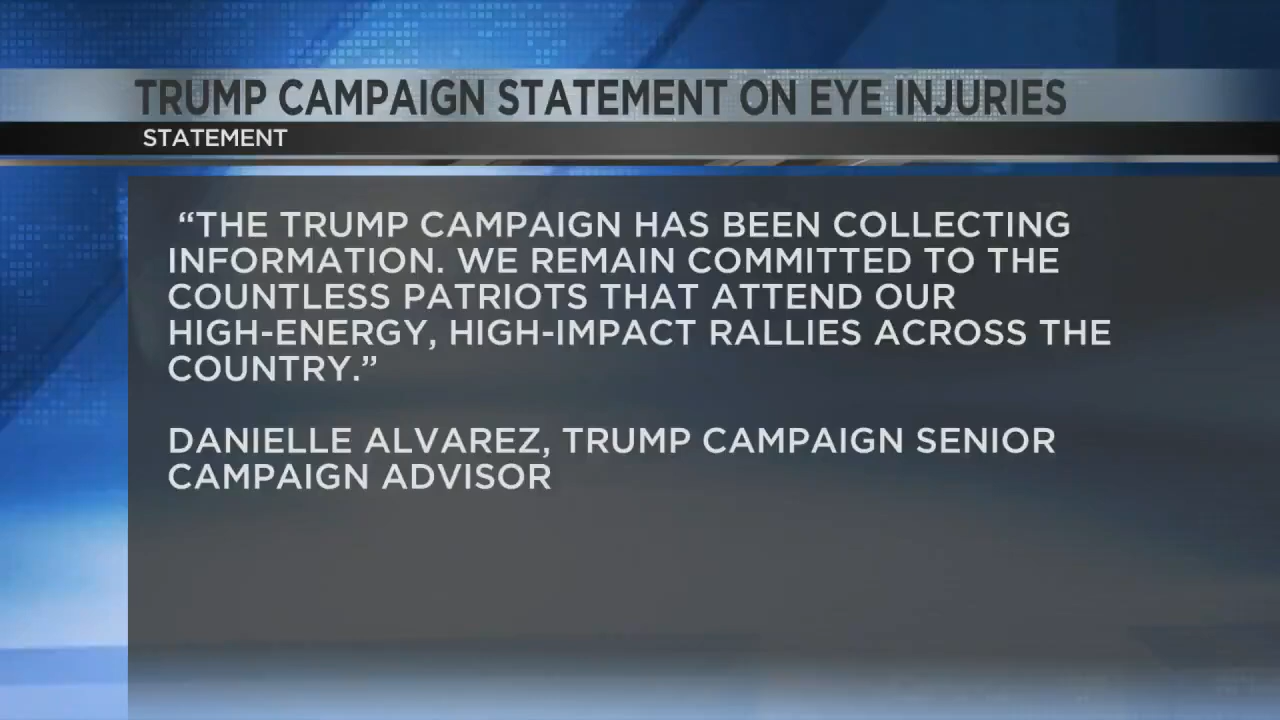 TRUMP CAMPAIGN STATEMENT ON EYE INJURIES
STATEMENT
“THE TRUMP CAMPAIGN HAS BEEN COLLECTING
INFORMATION. WE REMAIN COMMITTED TO THE
COUNTLESS PATRIOTS THAT ATTEND OUR
HIGH-ENERGY, HIGH-IMPACT RALLIES ACROSS THE
COUNTRY.”
DANIELLE ALVAREZ, TRUMP CAMPAIGN SENIOR
CAMPAIGN ADVISOR